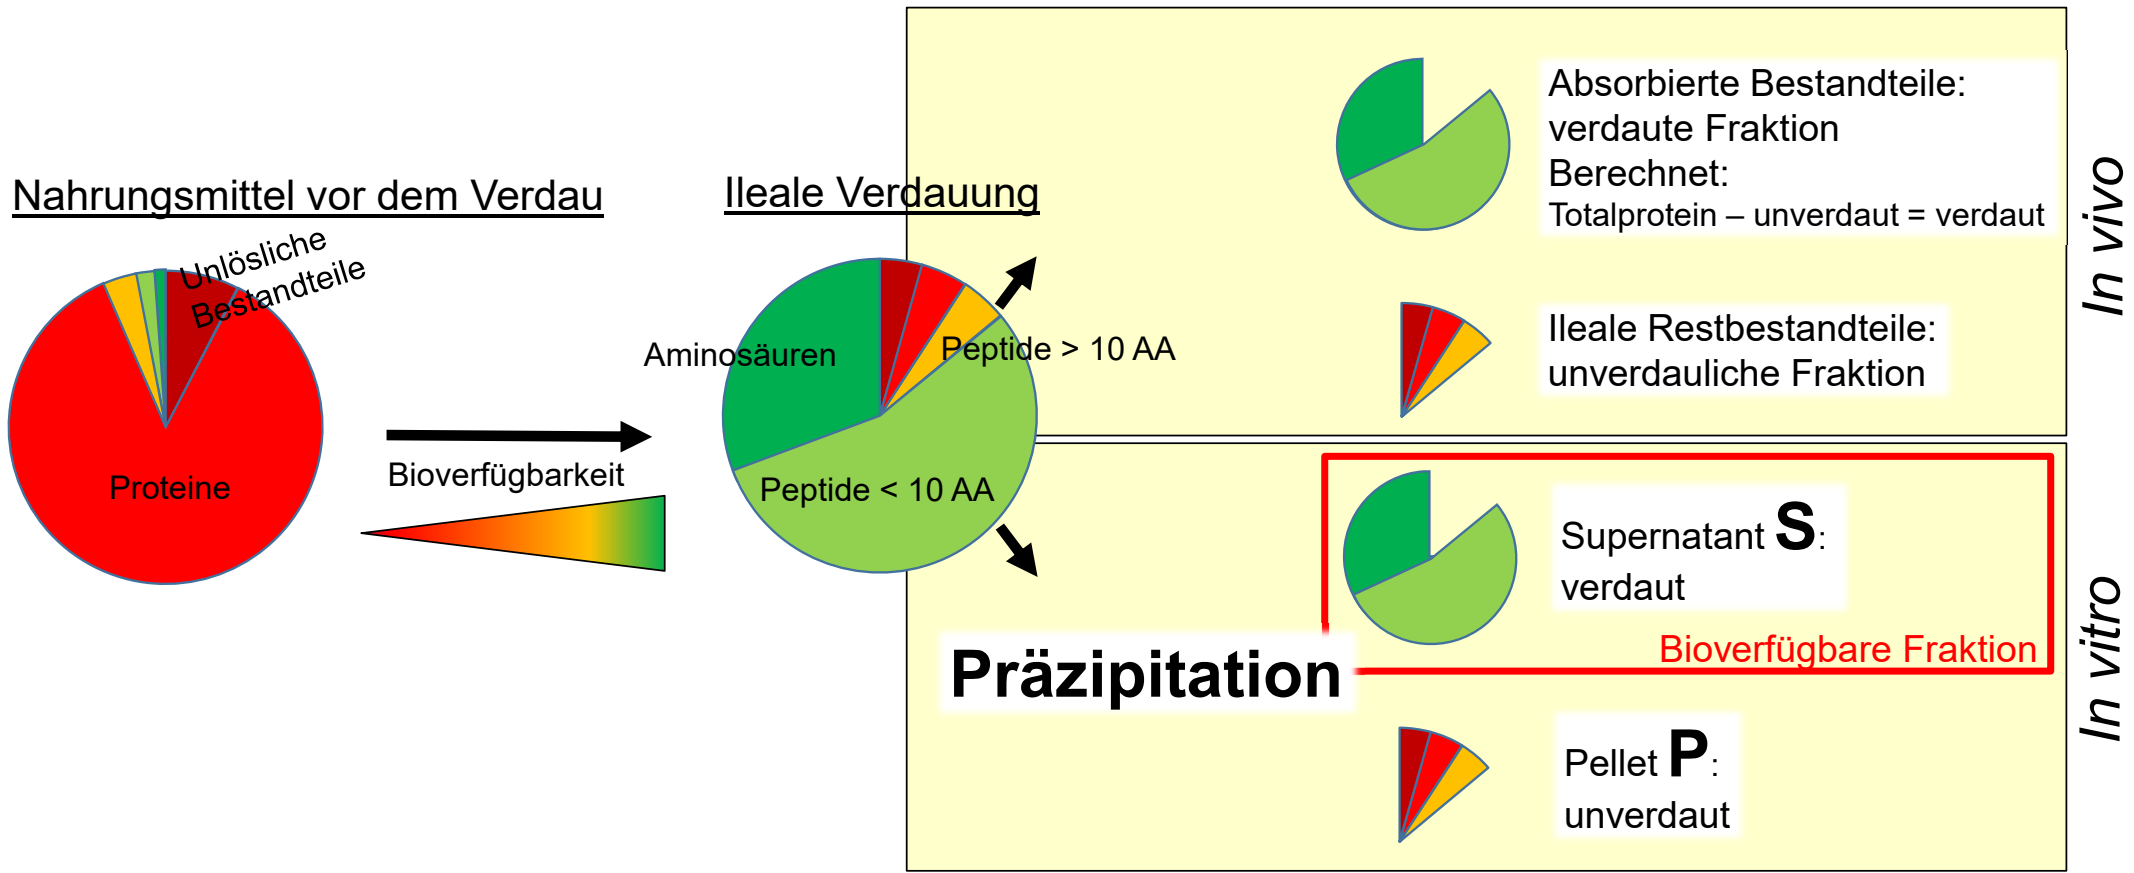 Nahrungsmittel vor dem Verdau
Unlösliche
Bestandteile
Proteine
Bioverfügbarkeit
Ileale Verdauung
Aminosäuren
Peptide > 10 AA
Peptide < 10 AA
Absorbierte Bestandteile:
verdaute Fraktion
Berechnet:
Totalprotein – unverdaut = verdaut
Ileale Restbestandteile:
unverdauliche Fraktion
In vivo
Präzipitation
Supernatant S:
verdaut
Bioverfügbare Fraktion
Pellet P:
unverdaut
In vitro